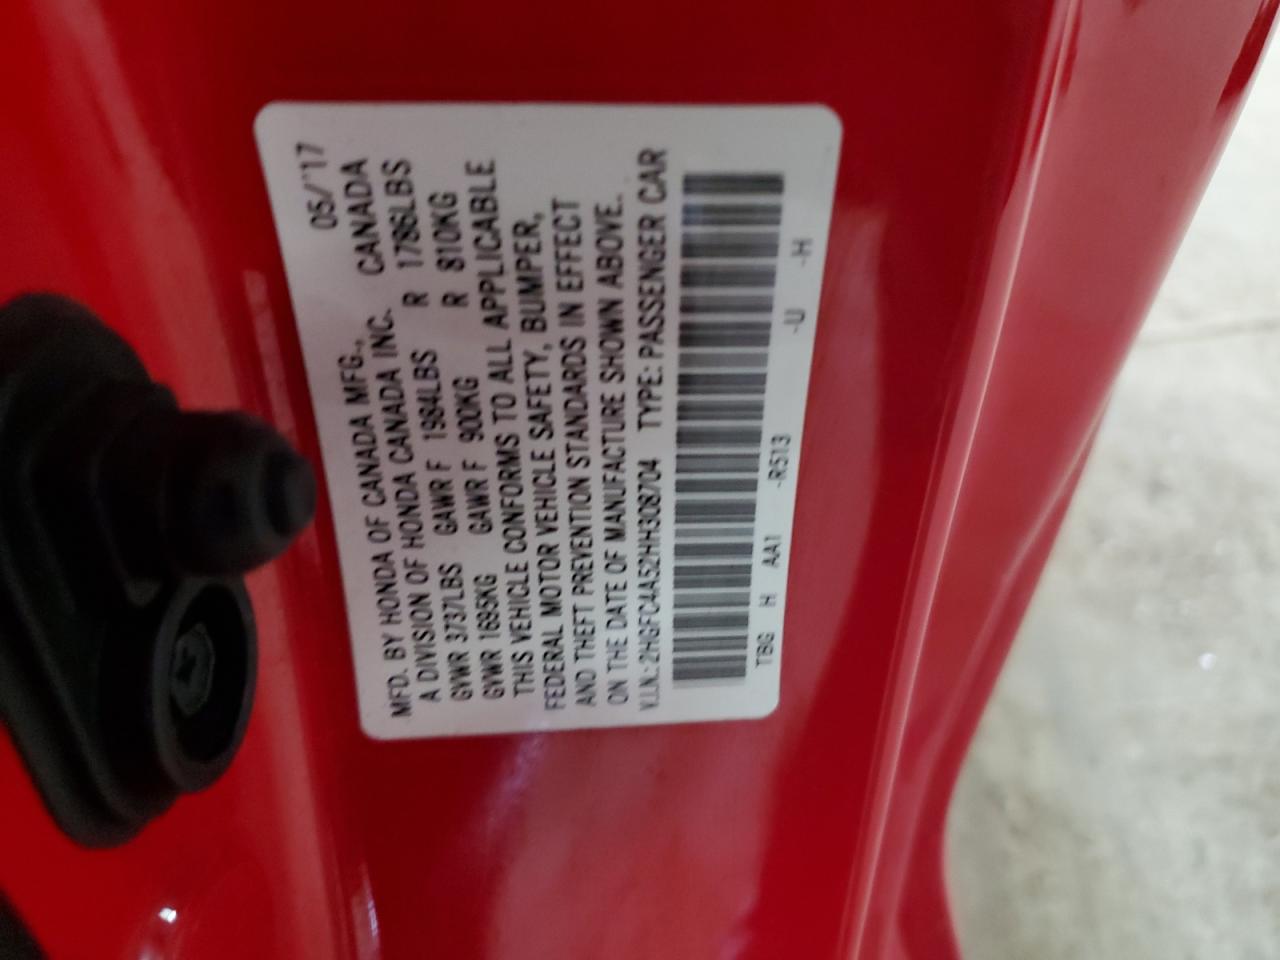 05/'17
MFD. BY HONDA OF CANADA MFG., CANADA
A DIVISION OF HONDA CANADA INC.
GVWR 3737LBS GAWR F 1984LBS R 1786LBS
GVWR 1695KG GAWR F 900KG R 810KG
THIS VEHICLE CONFORMS TO ALL APPLICABLE
FEDERAL MOTOR VEHICLE SAFETY, BUMPER,
AND THEFT PREVENTION STANDARDS IN EFFECT
ON THE DATE OF MANUFACTURE SHOWN ABOVE.
V.I.N.: 2HGFC4A52HH308704 TYPE: PASSENGER CAR
TBG H AA1 -R513 -U -H